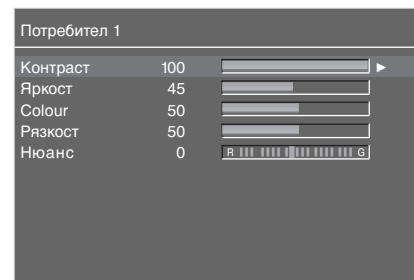 Потребител 1
Контраст 100 ►
Яркост 45
Colour 50
Рязкост 50
Нюанс 0 R G